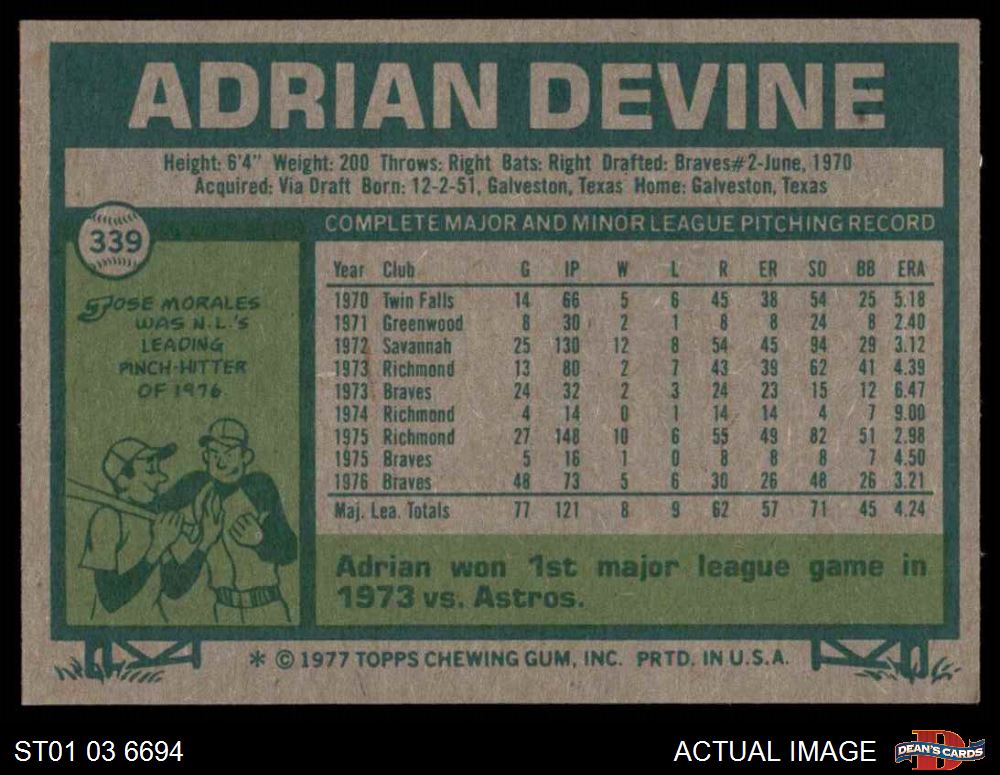 ADRIAN DEVINE
Height: 6'4" Weight: 200 Throws: Right Bats: Right Drafted: Braves#2-June, 1970
Acquired: Via Draft Born: 12-2-51, Galveston, Texas Home: Galveston, Texas
339
JOSE MORALES
WAS N.L.'S
LEADING
PINCH-HITTER
OF 1976
COMPLETE MAJOR AND MINOR LEAGUE PITCHING RECORD
Year Club G IP W L R ER SO BB ERA
1970 Twin Falls 14 66 5 6 45 38 54 25 5.18
1971 Greenwood 8 30 2 1 8 8 24 8 2.40
1972 Savannah 25 130 12 8 54 45 94 29 3.12
1973 Richmond 13 80 2 7 43 39 62 41 4.39
1973 Braves 24 32 2 3 24 23 15 12 6.47
1974 Richmond 4 14 0 1 14 14 4 7 9.00
1975 Richmond 27 148 10 6 55 49 82 51 2.98
1975 Braves 5 16 1 0 8 8 8 7 4.50
1976 Braves 48 73 5 6 30 26 48 26 3.21
Maj. Lea. Totals 77 121 8 9 62 57 71 45 4.24
Adrian won 1st major league game in
1973 vs. Astros.
* © 1977 TOPPS CHEWING GUM, INC. PRTD. IN U.S.A.
ST01 03 6694
ACTUAL IMAGE
DEAN'S CARDS